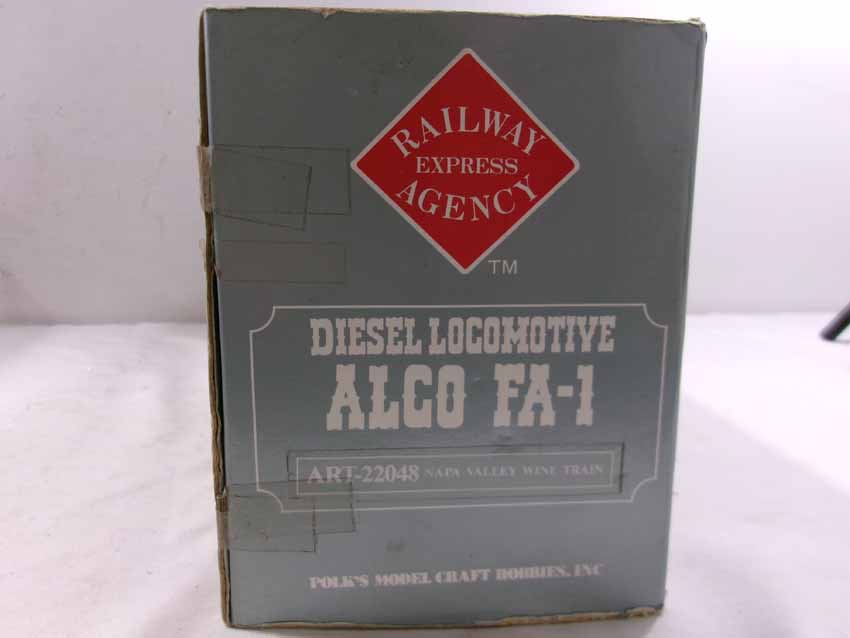 RAILWAY
EXPRESS
AGENCY
TM
DIESEL LOCOMOTIVE
ALCO FA-1
ART-22048 NAPA VALLEY WINE TRAIN
POLK'S MODEL CRAFT HOBBIES, INC